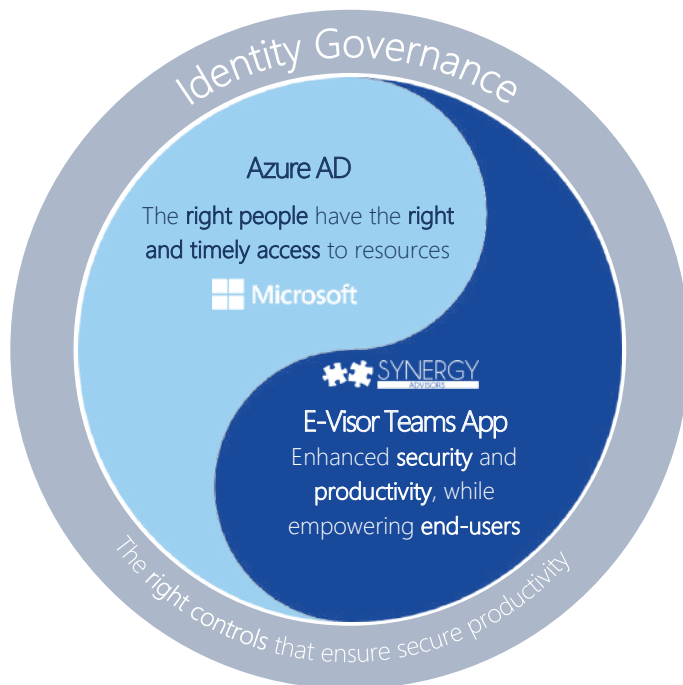 Identity Governance
Azure AD
The right people have the right
and timely access to resources
Microsoft
SYNERGY
ADVISORS
E-Visor Teams App
Enhanced security and
productivity, while
empowering end-users
The right controls that ensure secure productivity